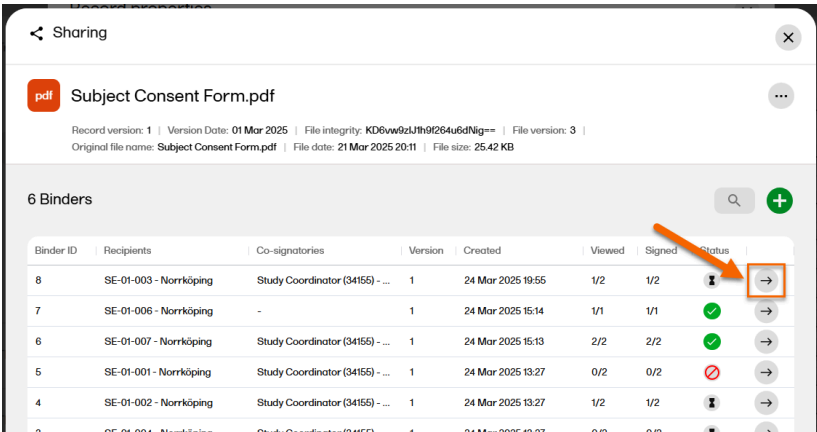 Record properties
Sharing
pdf
Subject Consent Form.pdf
Record version: 1 | Version Date: 01 Mar 2025 | File integrity: KD6vw9zIJ1h9f264u6dNig== | File version: 3 |
Original file name: Subject Consent Form.pdf | File date: 21 Mar 2025 20:11 | File size: 25.42 KB
6 Binders
Binder ID Recipients Co-signatories Version Created Viewed Signed Status
8 SE-01-003 - Norrköping Study Coordinator (34155) - ... 1 24 Mar 2025 19:55 1/2 1/2
7 SE-01-006 - Norrköping - 1 24 Mar 2025 15:14 1/1 1/1
6 SE-01-007 - Norrköping Study Coordinator (34155) - ... 1 24 Mar 2025 15:13 2/2 2/2
5 SE-01-001 - Norrköping Study Coordinator (34155) - ... 1 24 Mar 2025 13:27 0/2 0/2
4 SE-01-002 - Norrköping Study Coordinator (34155) - ... 1 24 Mar 2025 13:27 1/2 1/2